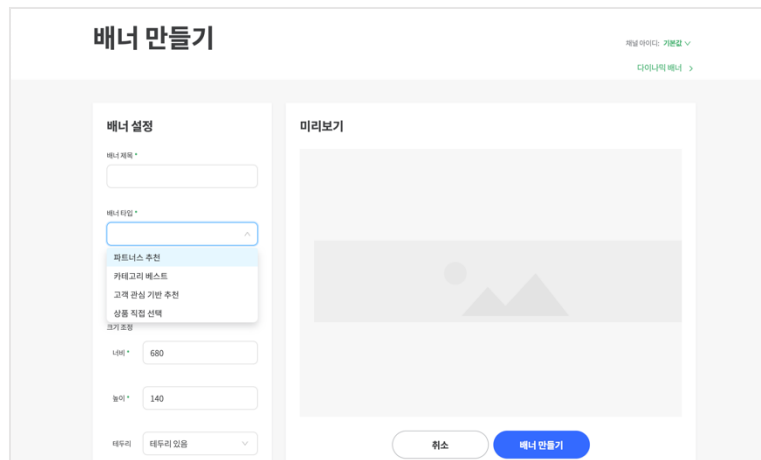 배너 만들기
채널 아이디: 기본값
다이나믹 배너
배너 설정
배너 제목 *
배너 타입 *
파트너스 추천
카테고리 베스트
고객 관심 기반 추천
상품 직접 선택
크기 조정
너비 * 680
높이 * 140
테두리 테두리 있음
미리보기
취소 배너 만들기